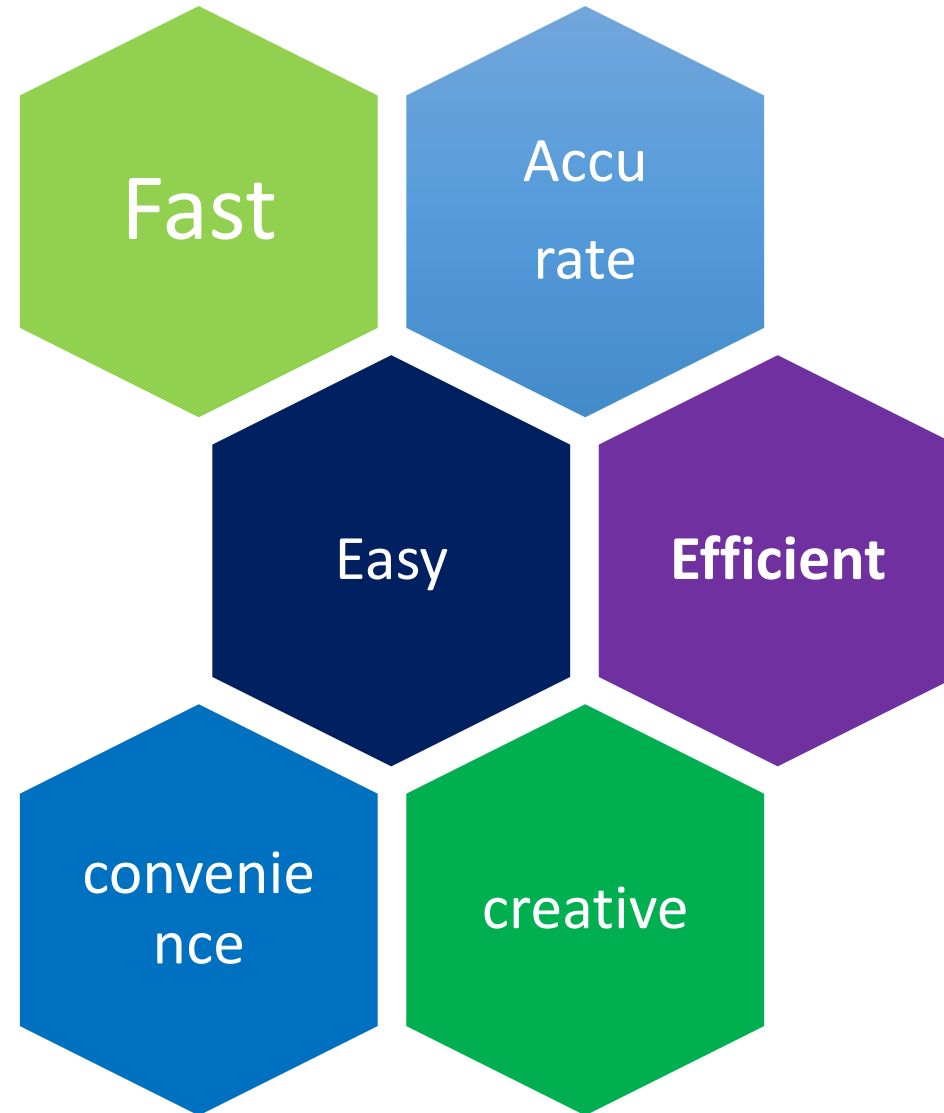 Fast
Accu
rate
Easy
Efficient
convenie
nce
creative